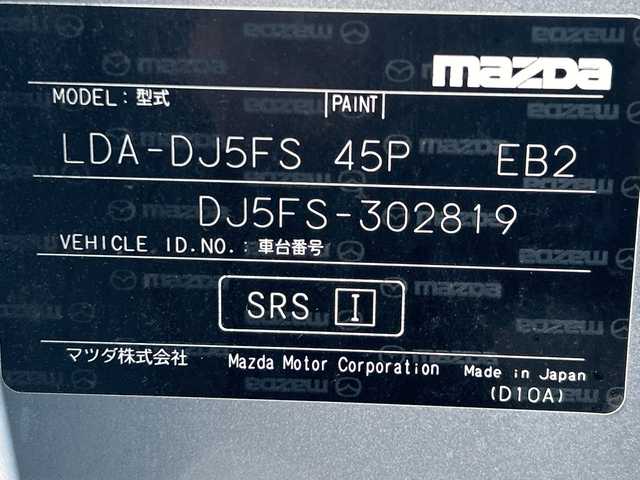 mazda
MODEL : 型式 PAINT
LDA-DJ5FS 45P EB2
DJ5FS-302819
VEHICLE ID.NO. : 車台番号
SRS I
マツダ株式会社 Mazda Motor Corporation Made in Japan
(D10A)